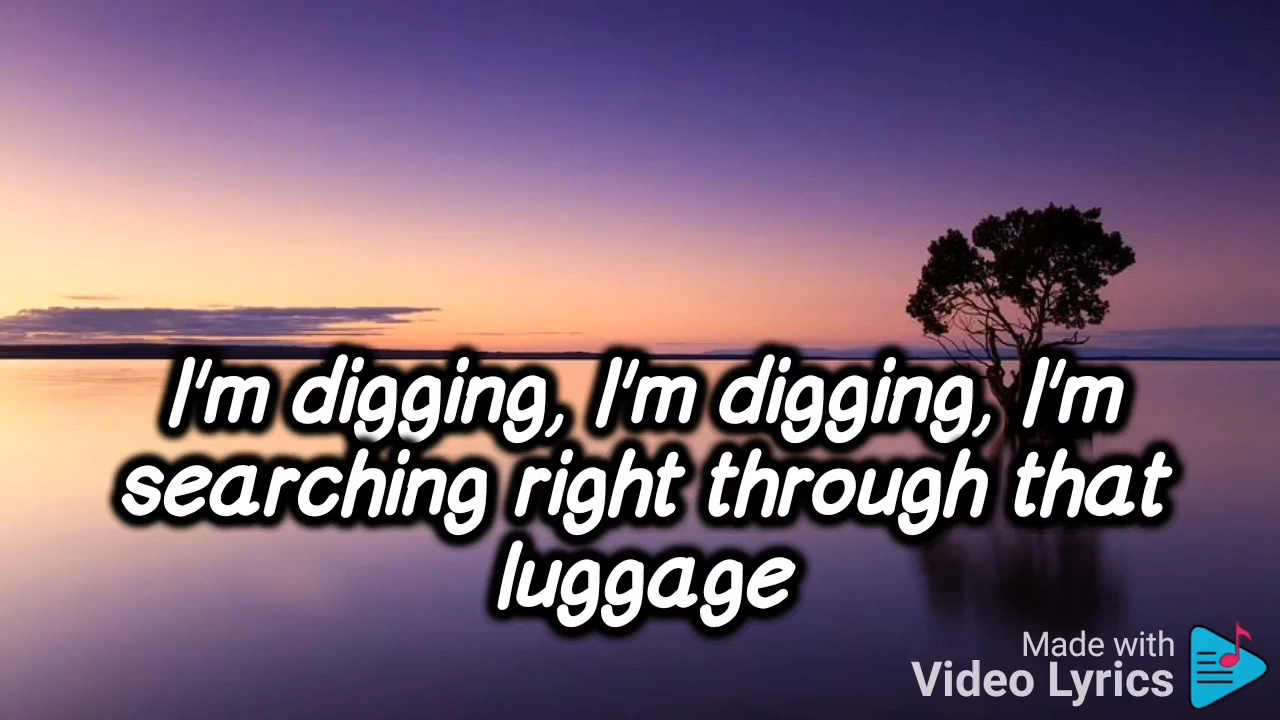 I'm digging, I'm digging, I'm
searching right through that
luggage
Made with
Video Lyrics